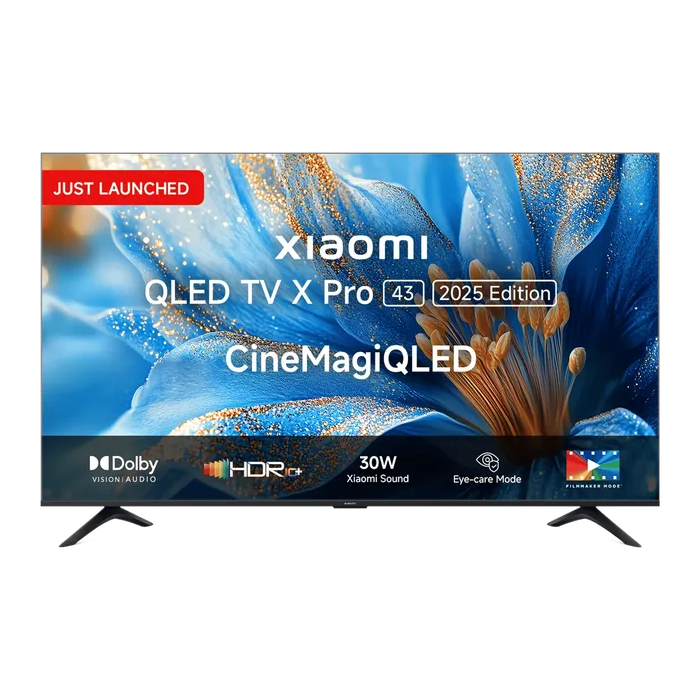 JUST LAUNCHED
xiaomi
QLED TV X Pro 43 2025 Edition
CineMagiQLED
Dolby
VISION | AUDIO
HDR10+
30W
Xiaomi Sound
Eye-care Mode
FILMMAKER MODE
XIAOMI